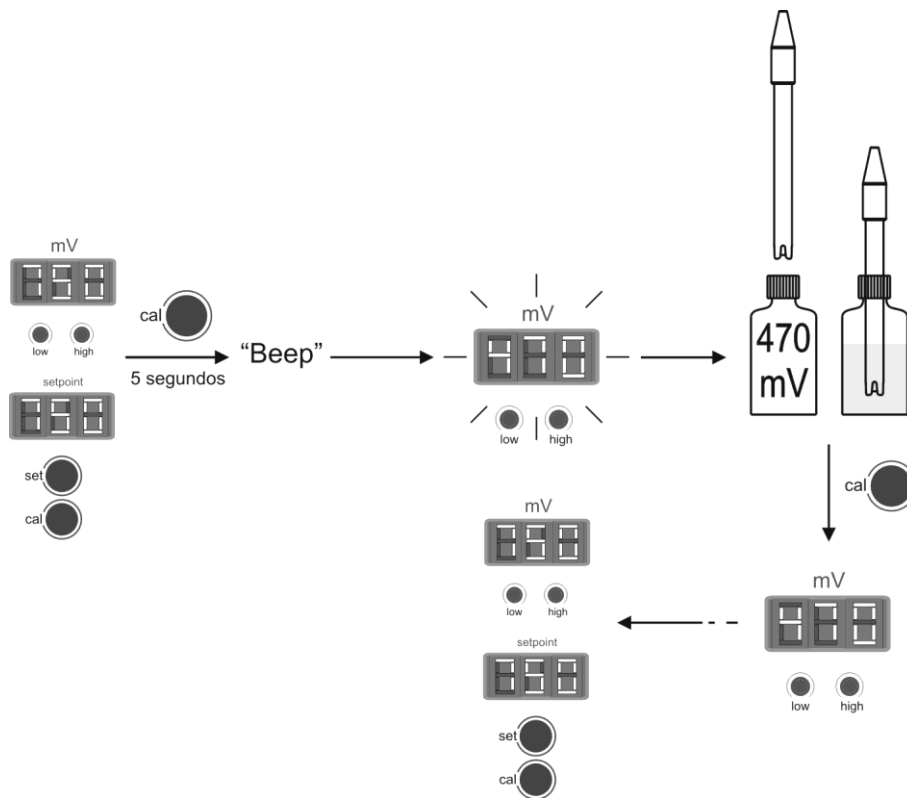 mV
low high
setpoint
set
cal
cal
5 segundos
“Beep”
mV
low high
470
mV
cal
mV
low high
mV
low high
setpoint
set
cal